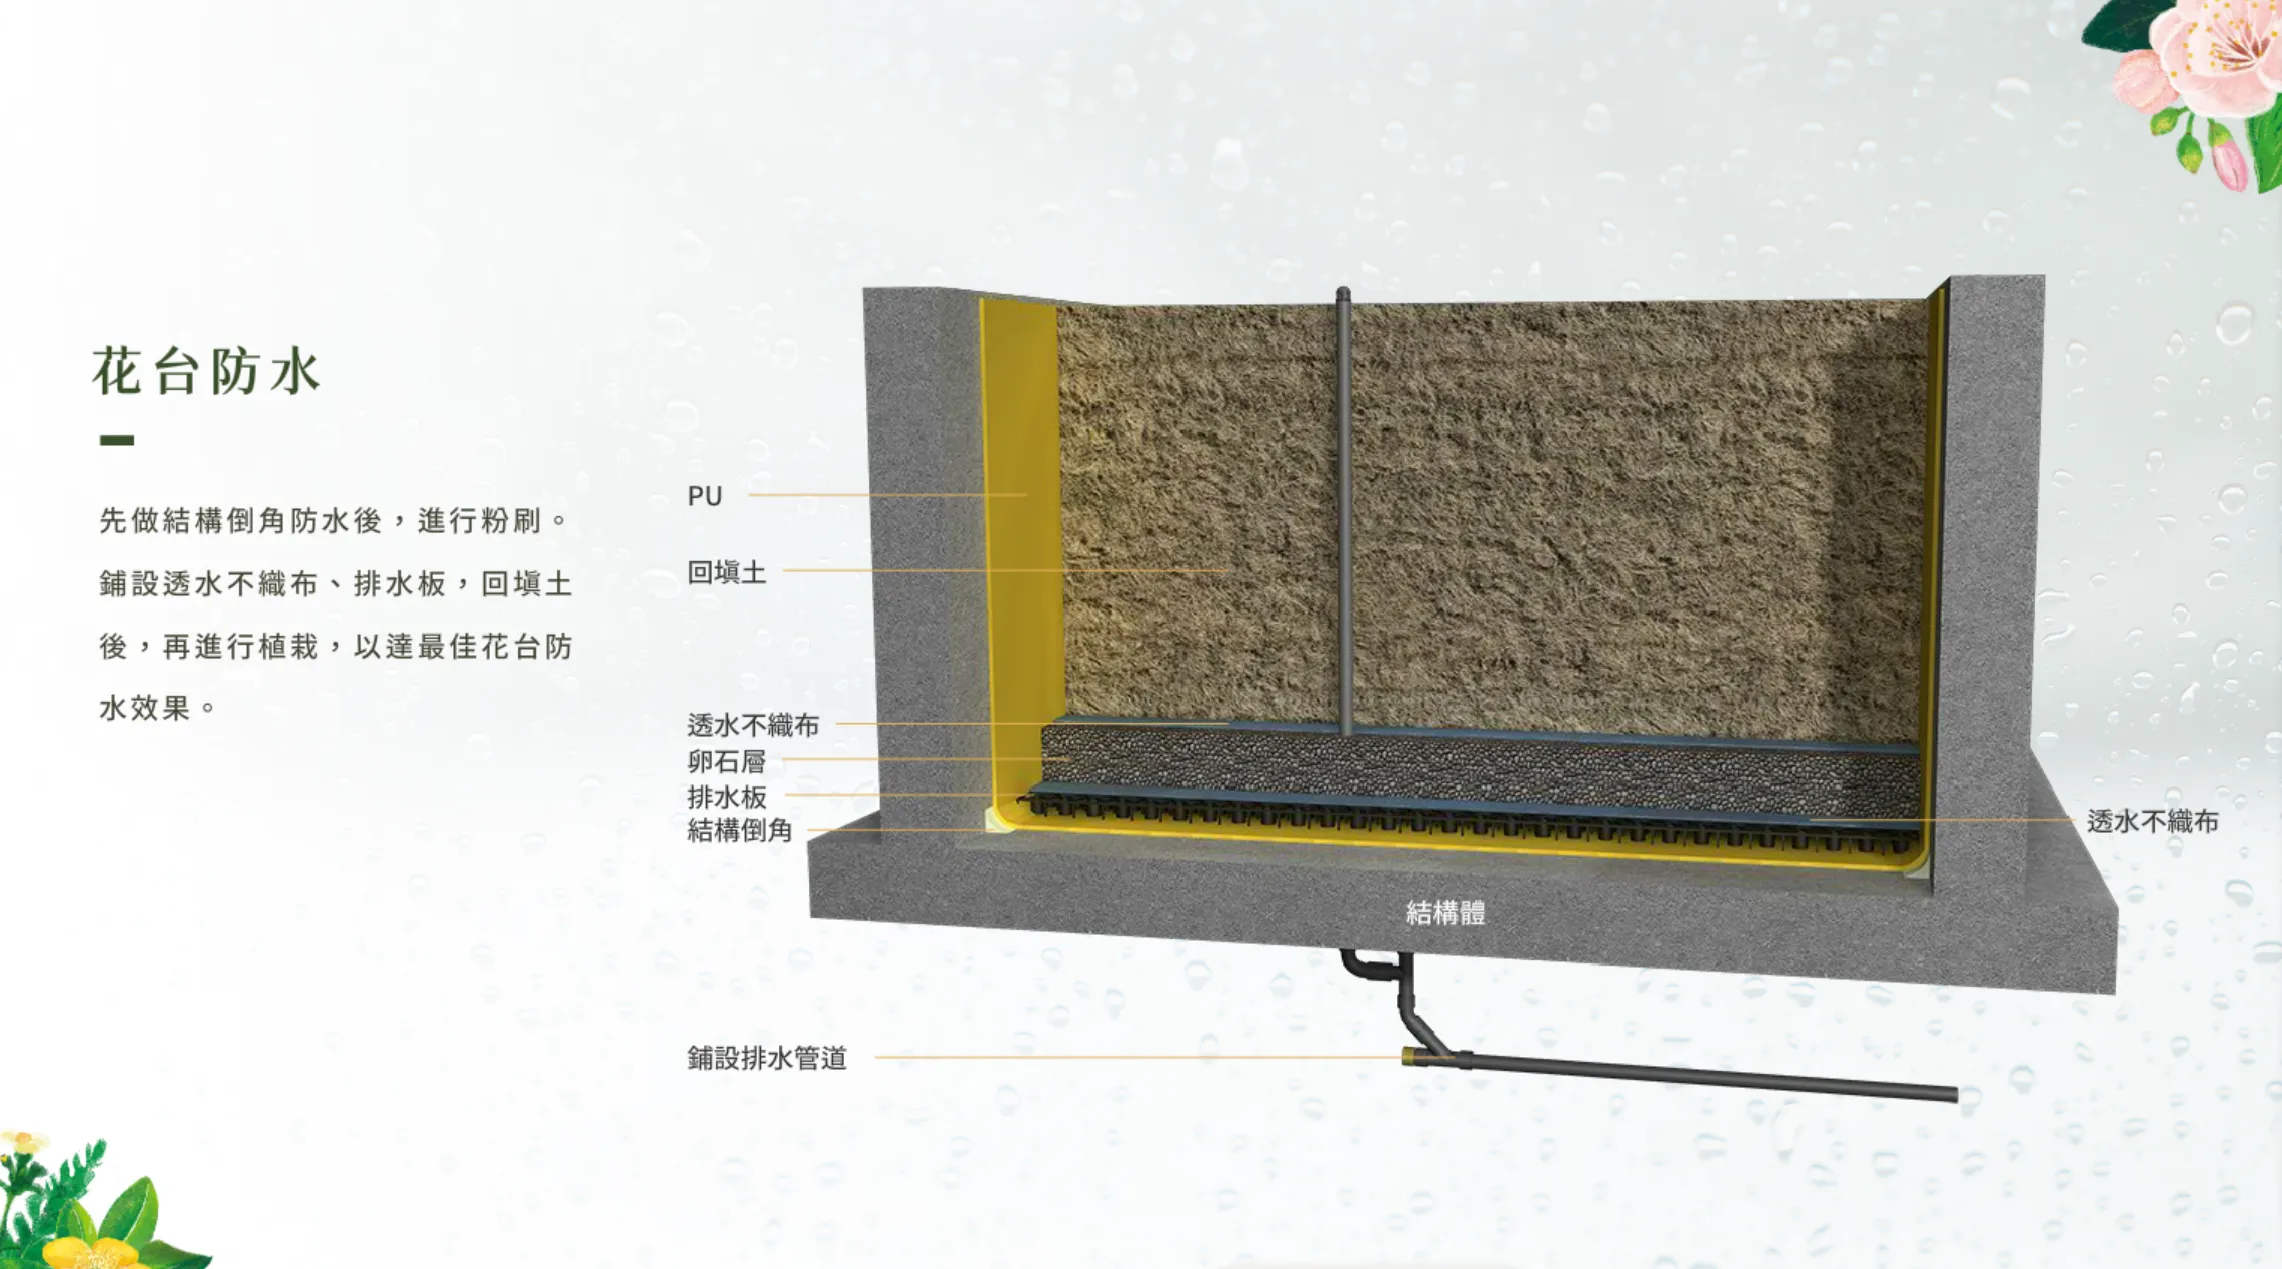 花台防水
先做結構倒角防水後，進行粉刷。
鋪設透水不織布、排水板，回填土
後，再進行植栽，以達最佳花台防
水效果。
PU
回填土
透水不織布
卵石層
排水板
結構倒角
透水不織布
結構體
鋪設排水管道